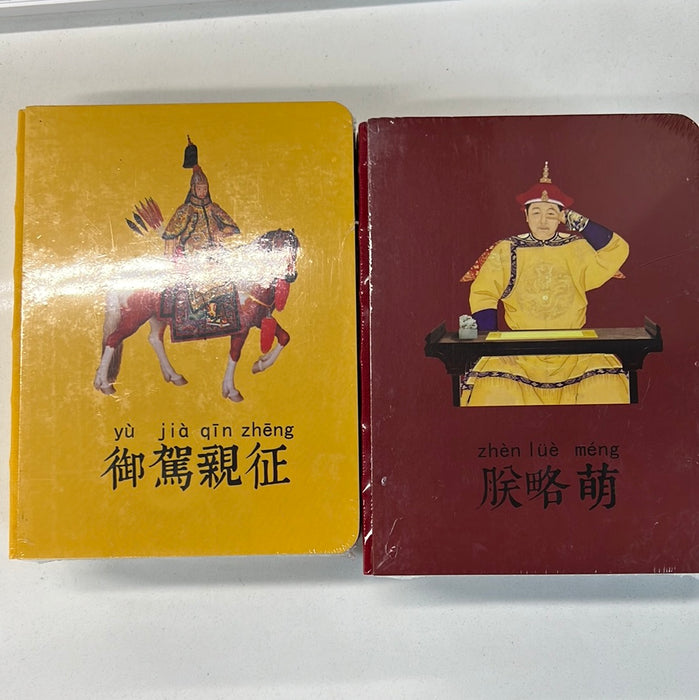 yù jià qīn zhēng
御駕親征
zhèn lüè méng
朕略萌